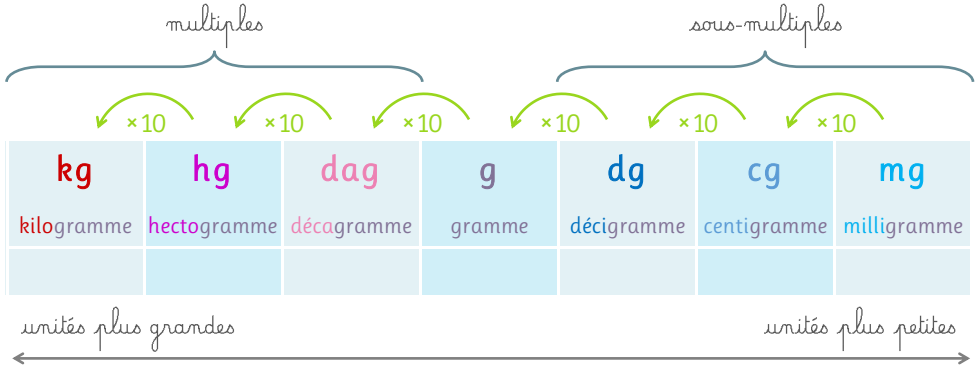 multiples sous-multiples
×10 ×10 ×10 ×10 ×10 ×10
kg hg dag g dg cg mg
kilogramme hectogramme décagramme gramme décigramme centigramme milligramme
unités plus grandes unités plus petites